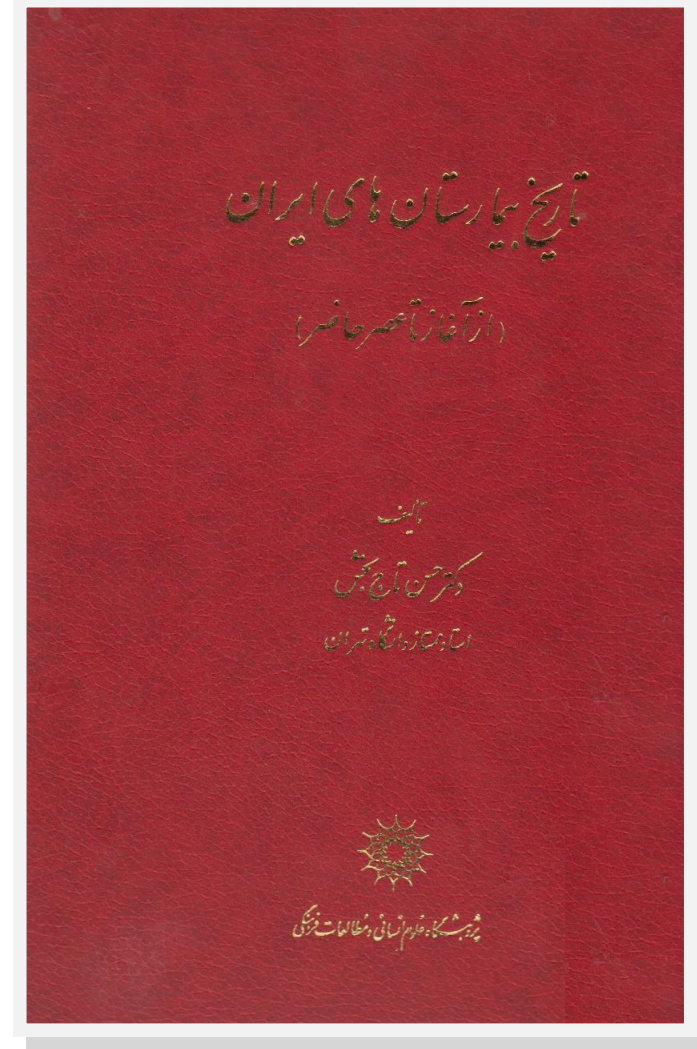 تاریخ بیمارستان های ایران
(از آغاز تا عصر حاضر)
تألیف
دکتر حسن تاج بخش
استاد ممتاز دانشگاه تهران
پژوهشگاه علوم انسانی و مطالعات فرهنگی